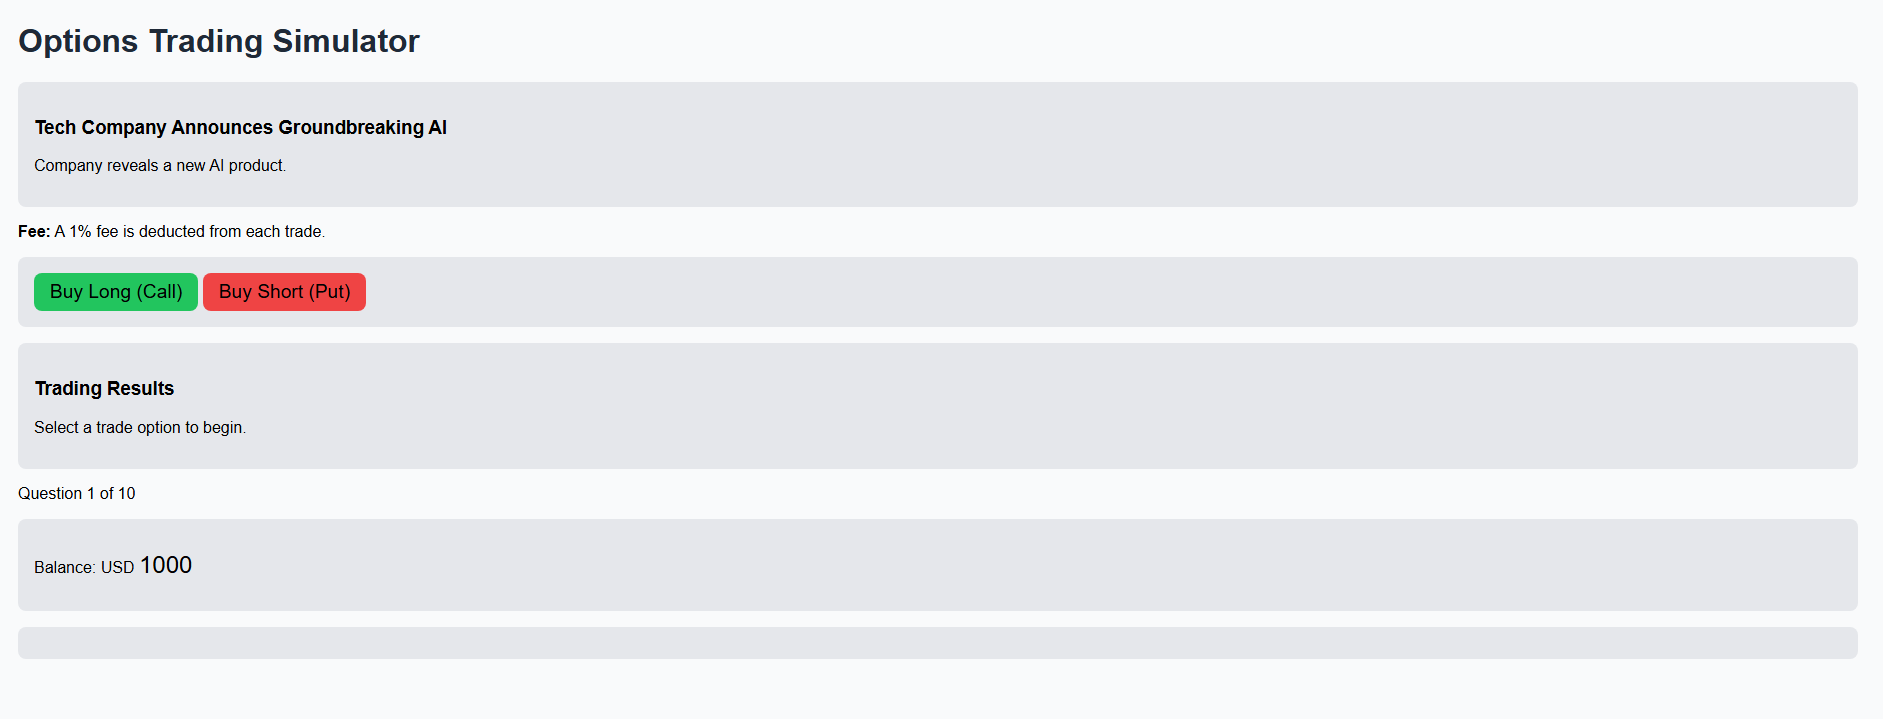 Options Trading Simulator
Tech Company Announces Groundbreaking AI
Company reveals a new AI product.
Fee: A 1% fee is deducted from each trade.
Buy Long (Call) Buy Short (Put)
Trading Results
Select a trade option to begin.
Question 1 of 10
Balance: USD 1000